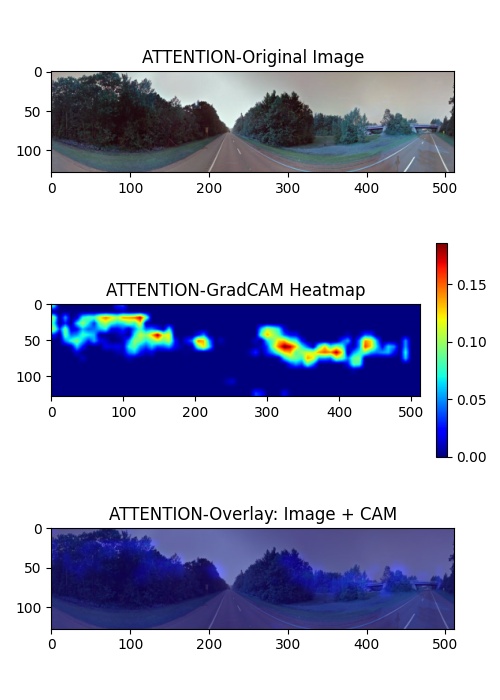 ATTENTION-Original Image
0
50
100
0 100 200 300 400 500
ATTENTION-GradCAM Heatmap
0
50
100
0 100 200 300 400 500
0.15
0.10
0.05
0.00
ATTENTION-Overlay: Image + CAM
0
50
100
0 100 200 300 400 500